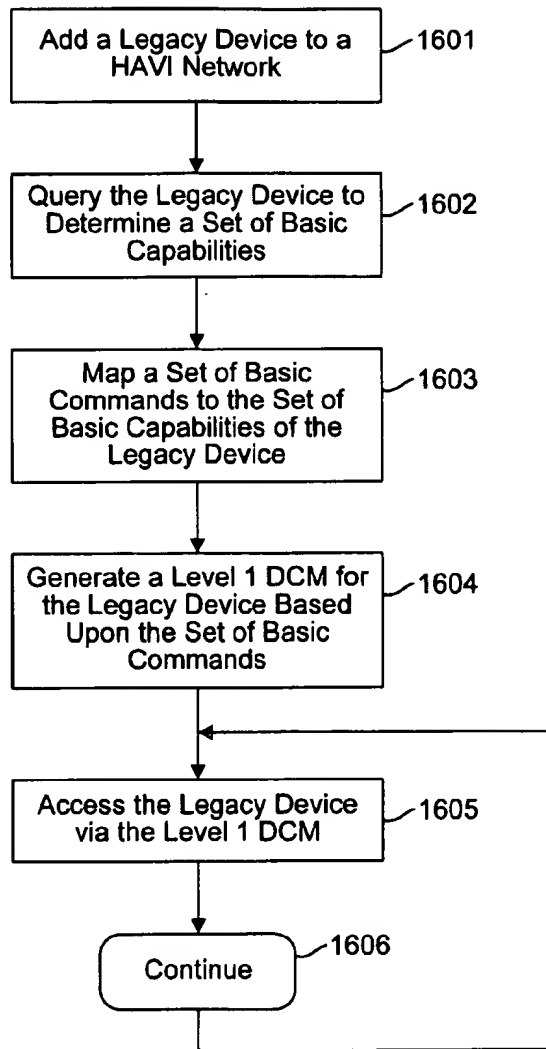 Add a Legacy Device to a
HAVI Network
1601
Query the Legacy Device to
Determine a Set of Basic
Capabilities
1602
Map a Set of Basic
Commands to the Set of
Basic Capabilities of the
Legacy Device
1603
Generate a Level 1 DCM for
the Legacy Device Based
Upon the Set of Basic
Commands
1604
Access the Legacy Device
via the Level 1 DCM
1605
Continue
1606